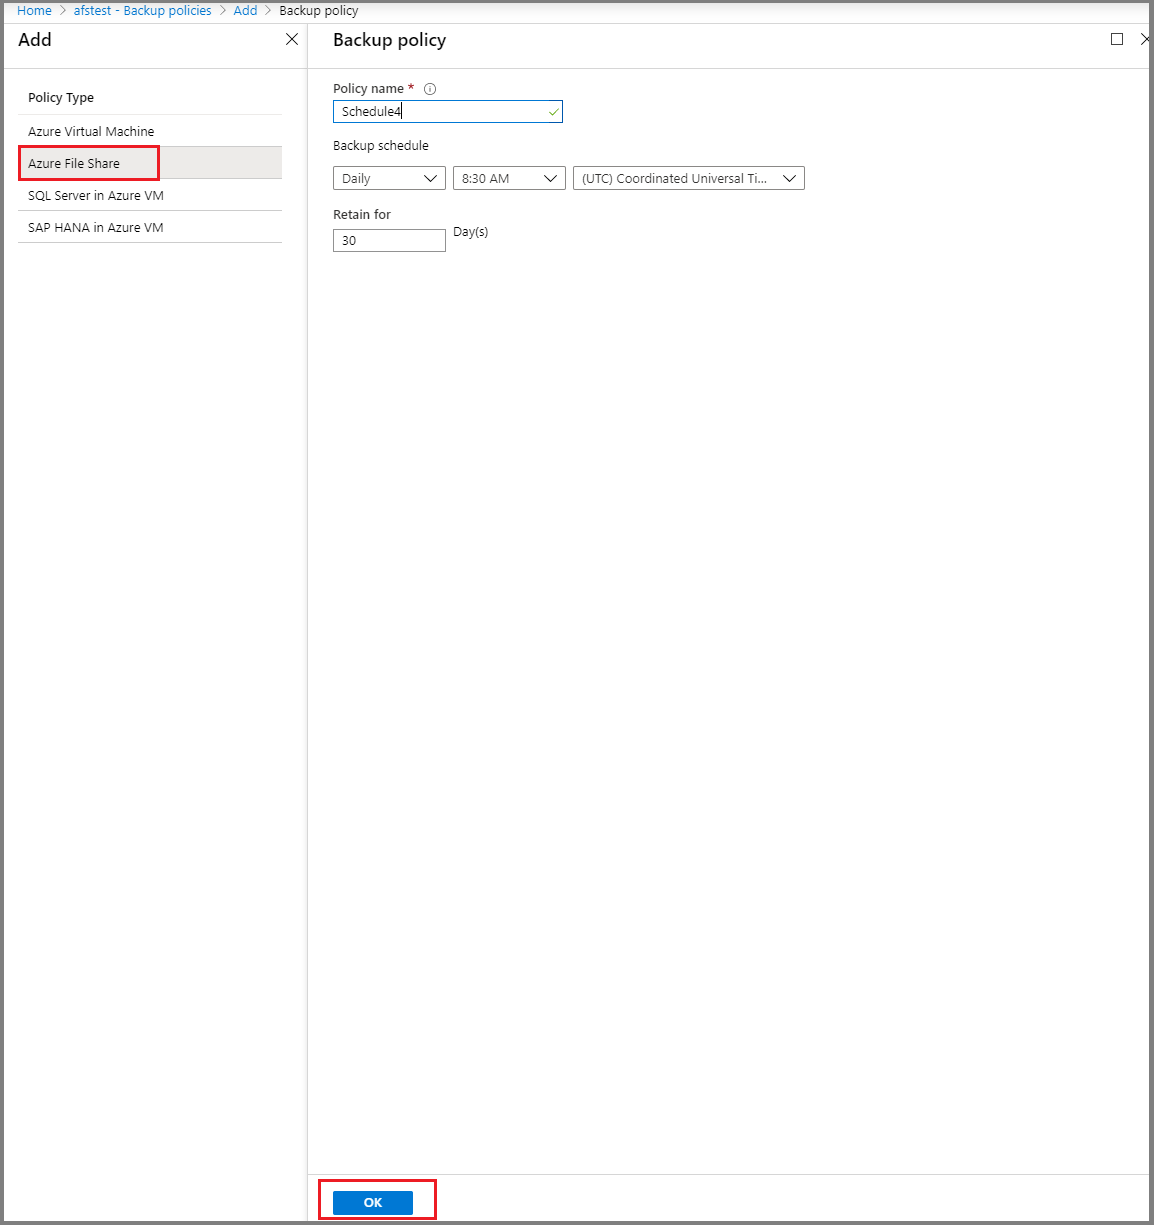 Home > afstest - Backup policies > Add > Backup policy
Add
Policy Type
Azure Virtual Machine
Azure File Share
SQL Server in Azure VM
SAP HANA in Azure VM
Backup policy
Policy name *
Schedule4
Backup schedule
Daily 8:30 AM (UTC) Coordinated Universal Ti...
Retain for
30 Day(s)
OK